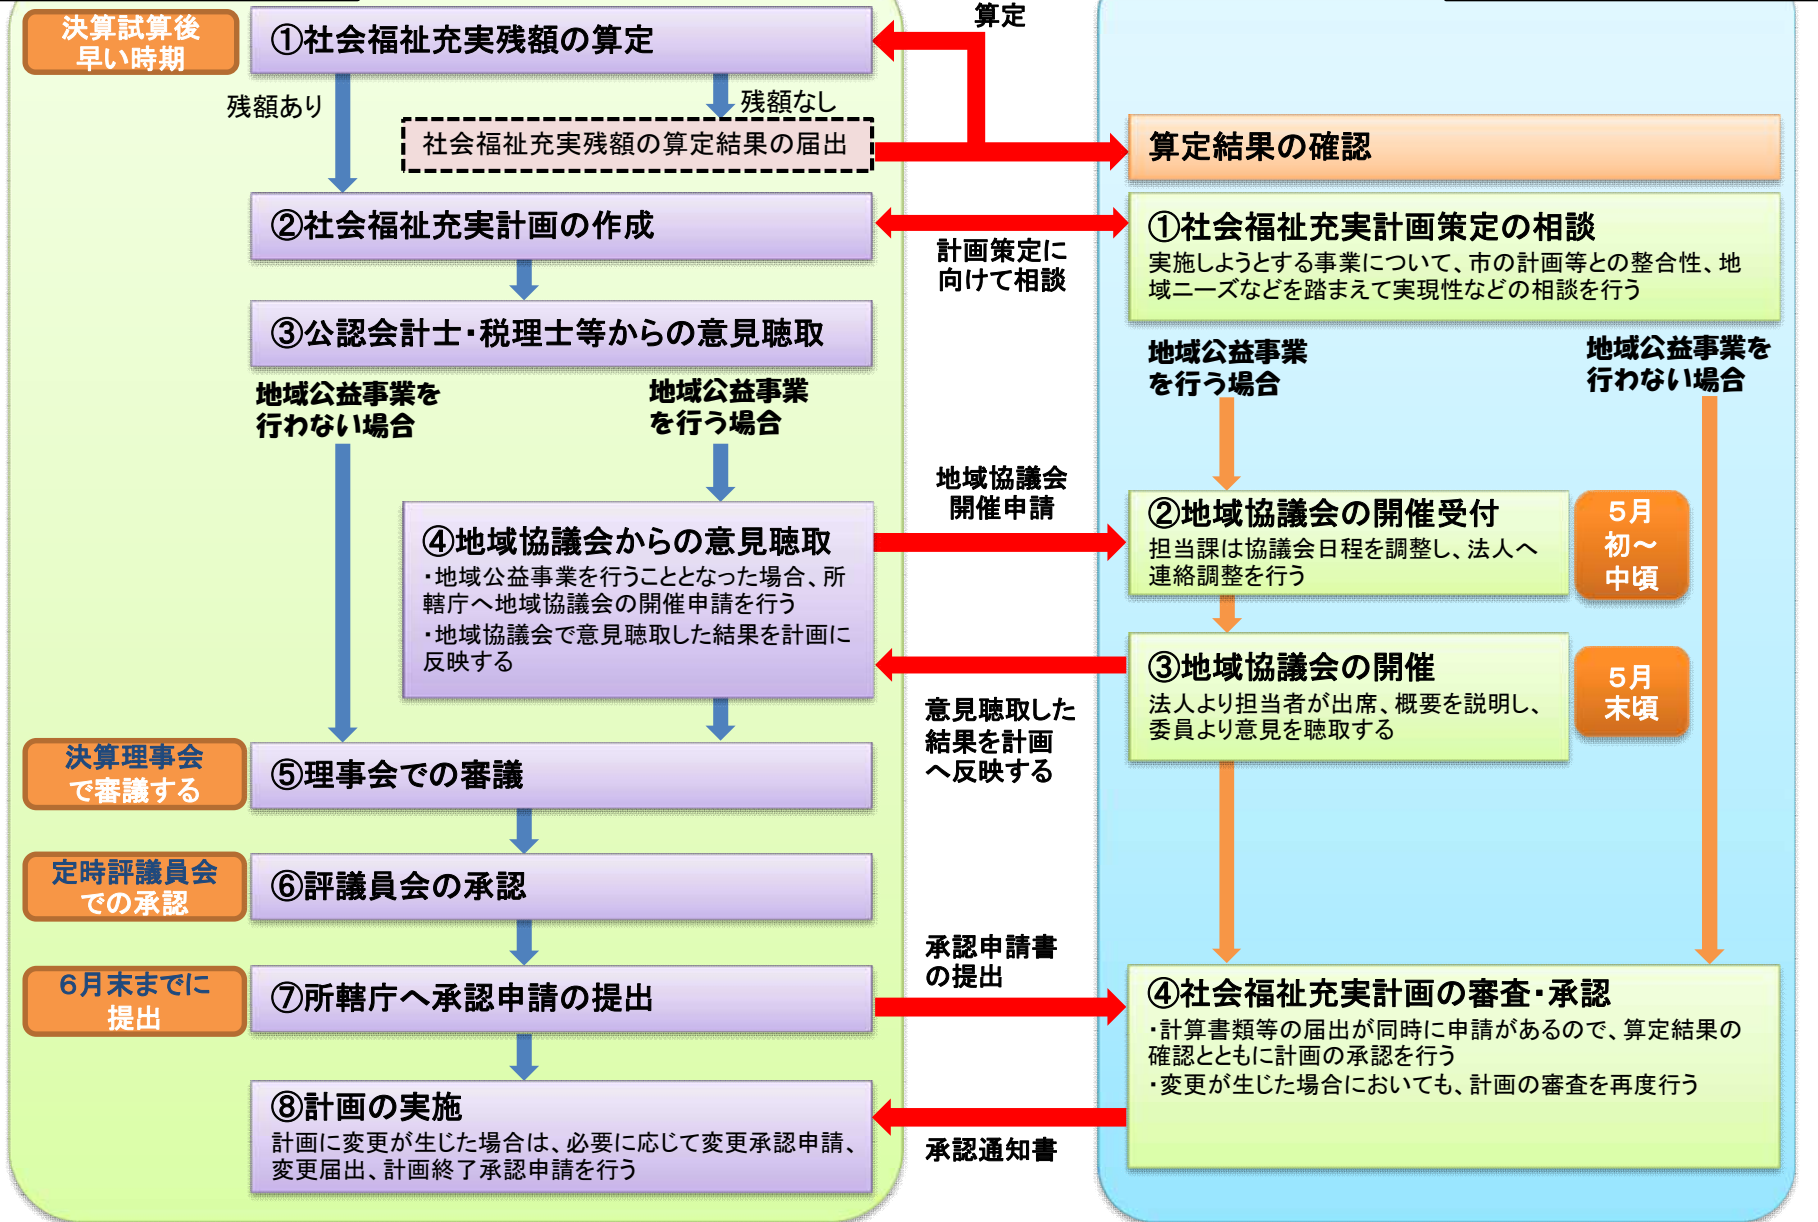 決算試算後
早い時期
①社会福祉充実残額の算定
算定
残額あり
残額なし
社会福祉充実残額の算定結果の届出
算定結果の確認
②社会福祉充実計画の作成
計画策定に
向けて相談
①社会福祉充実計画策定の相談
実施しようとする事業について、市の計画等との整合性、地
域ニーズなどを踏まえて実現性などの相談を行う
③公認会計士・税理士等からの意見聴取
地域公益事業を
行わない場合
地域公益事業
を行う場合
地域公益事業
を行う場合
地域公益事業を
行わない場合
地域協議会
開催申請
④地域協議会からの意見聴取
・地域公益事業を行うこととなった場合、所
轄庁へ地域協議会の開催申請を行う
・地域協議会で意見聴取した結果を計画に
反映する
②地域協議会の開催受付
担当課は協議会日程を調整し、法人へ
連絡調整を行う
5月
初~
中頃
③地域協議会の開催
法人より担当者が出席、概要を説明し、
委員より意見を聴取する
5月
末頃
意見聴取した
結果を計画
へ反映する
決算理事会
で審議する
⑤理事会での審議
定時評議員会
での承認
⑥評議員会の承認
6月末までに
提出
⑦所轄庁へ承認申請の提出
承認申請書
の提出
④社会福祉充実計画の審査・承認
・計算書類等の届出が同時に申請があるので、算定結果の
確認とともに計画の承認を行う
・変更が生じた場合においても、計画の審査を再度行う
⑧計画の実施
計画に変更が生じた場合は、必要に応じて変更承認申請、
変更届出、計画終了承認申請を行う
承認通知書